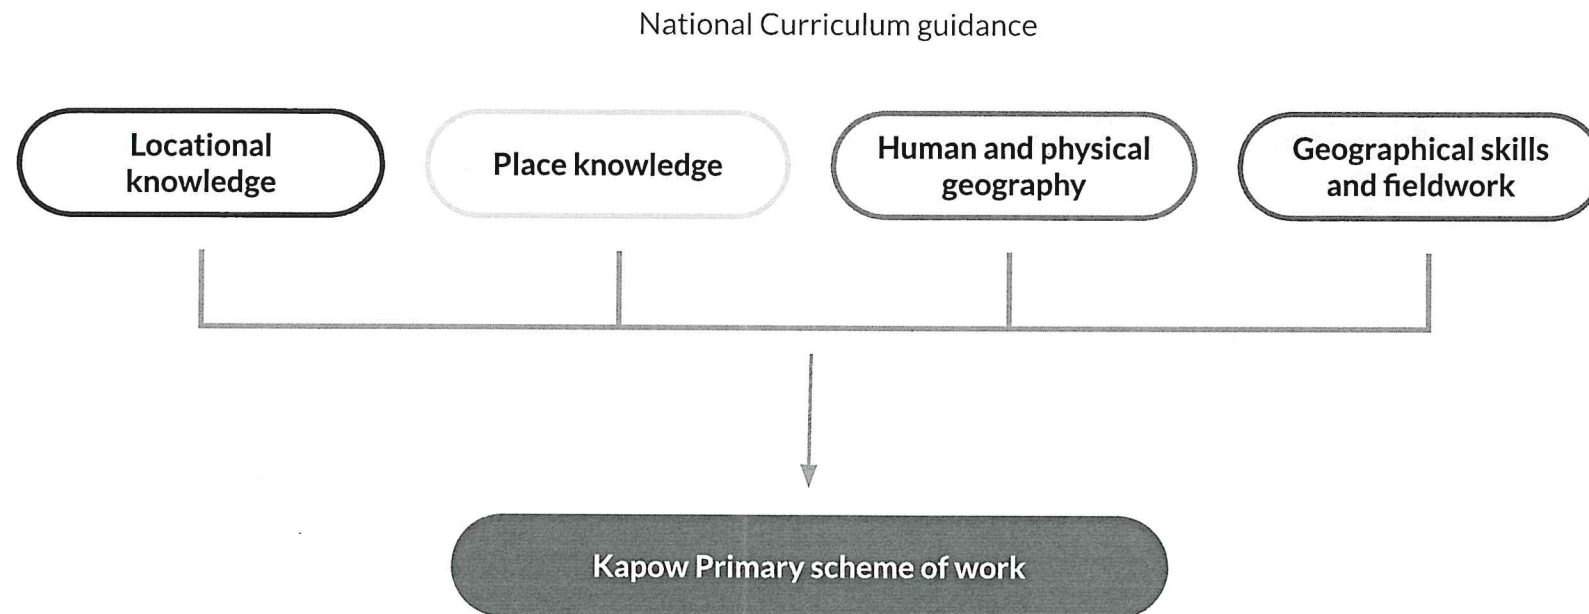 National Curriculum guidance
Locational
knowledge
Place knowledge
Human and physical
geography
Geographical skills
and fieldwork
Kapow Primary scheme of work